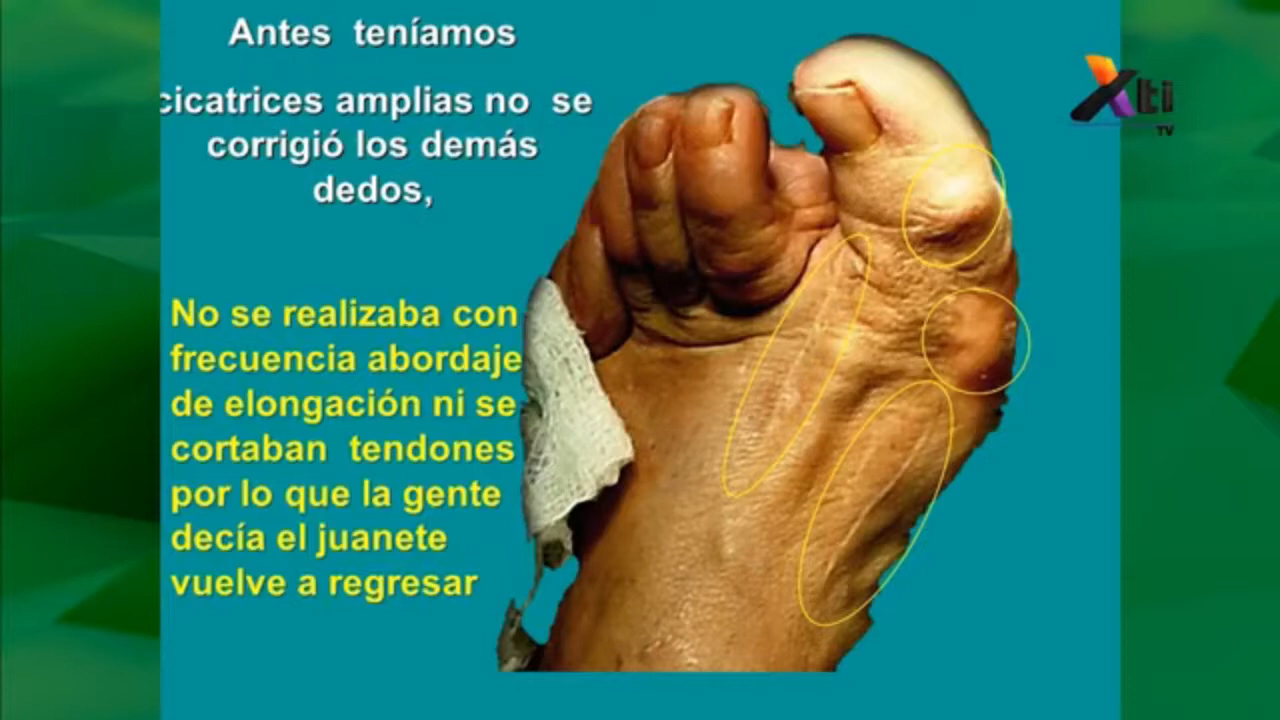 Antes teníamos
cicatrices amplias no se
corrigió los demás
dedos,
No se realizaba con
frecuencia abordaje
de elongación ni se
cortaban tendones
por lo que la gente
decía el juanete
vuelve a regresar
Xti
TV